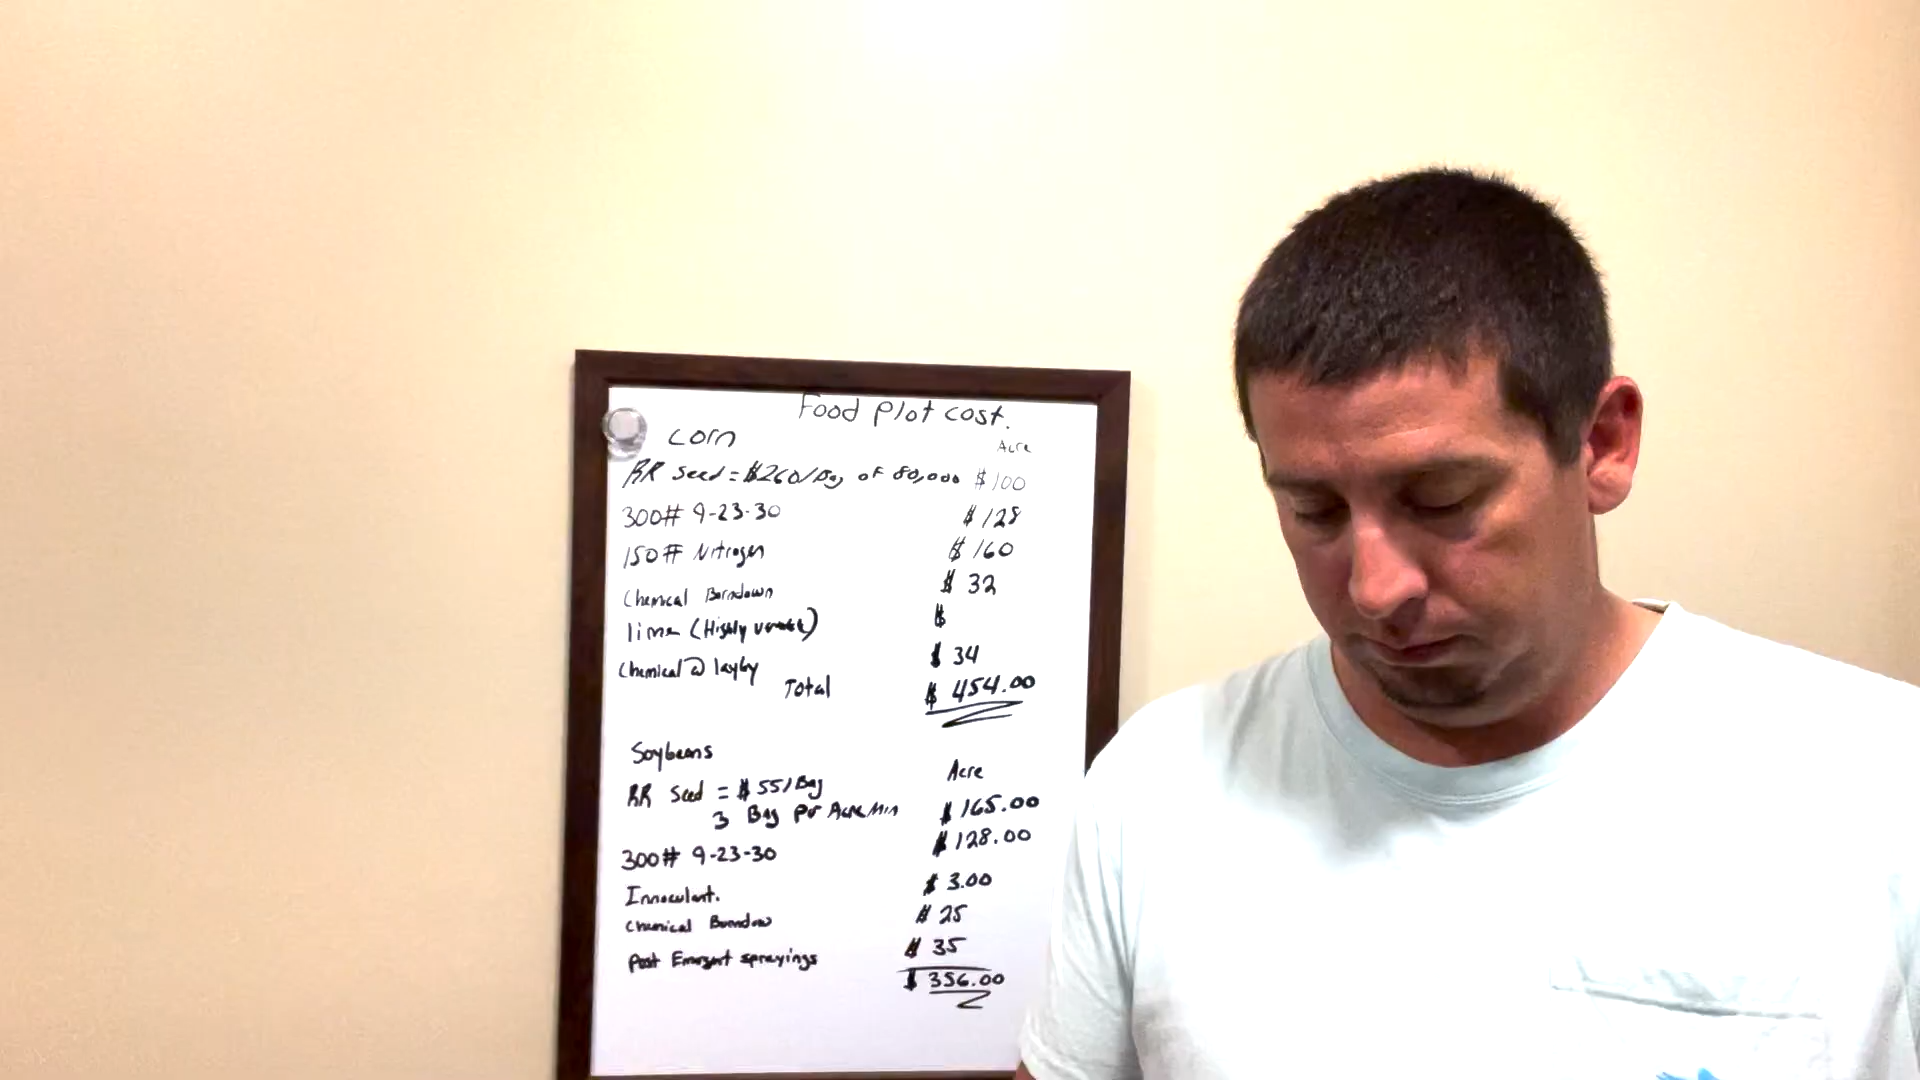 Food Plot cost.
corn
Acre
RR Seed = $260/Bag of 80,000 $100
300# 9-23-30 $128
150# Nitrogen $160
Chemical Burndown $32
lime (Highly $
Chemical @ layby $34
Total $454.00
Soybeans
Acre
RR Seed = $55/Bag
3 Bag Per Acre Min $165.00
300# 9-23-30 $128.00
Innoculant. $3.00
Chemical Burndow $25
Post Emergent sprayings $35
$356.00